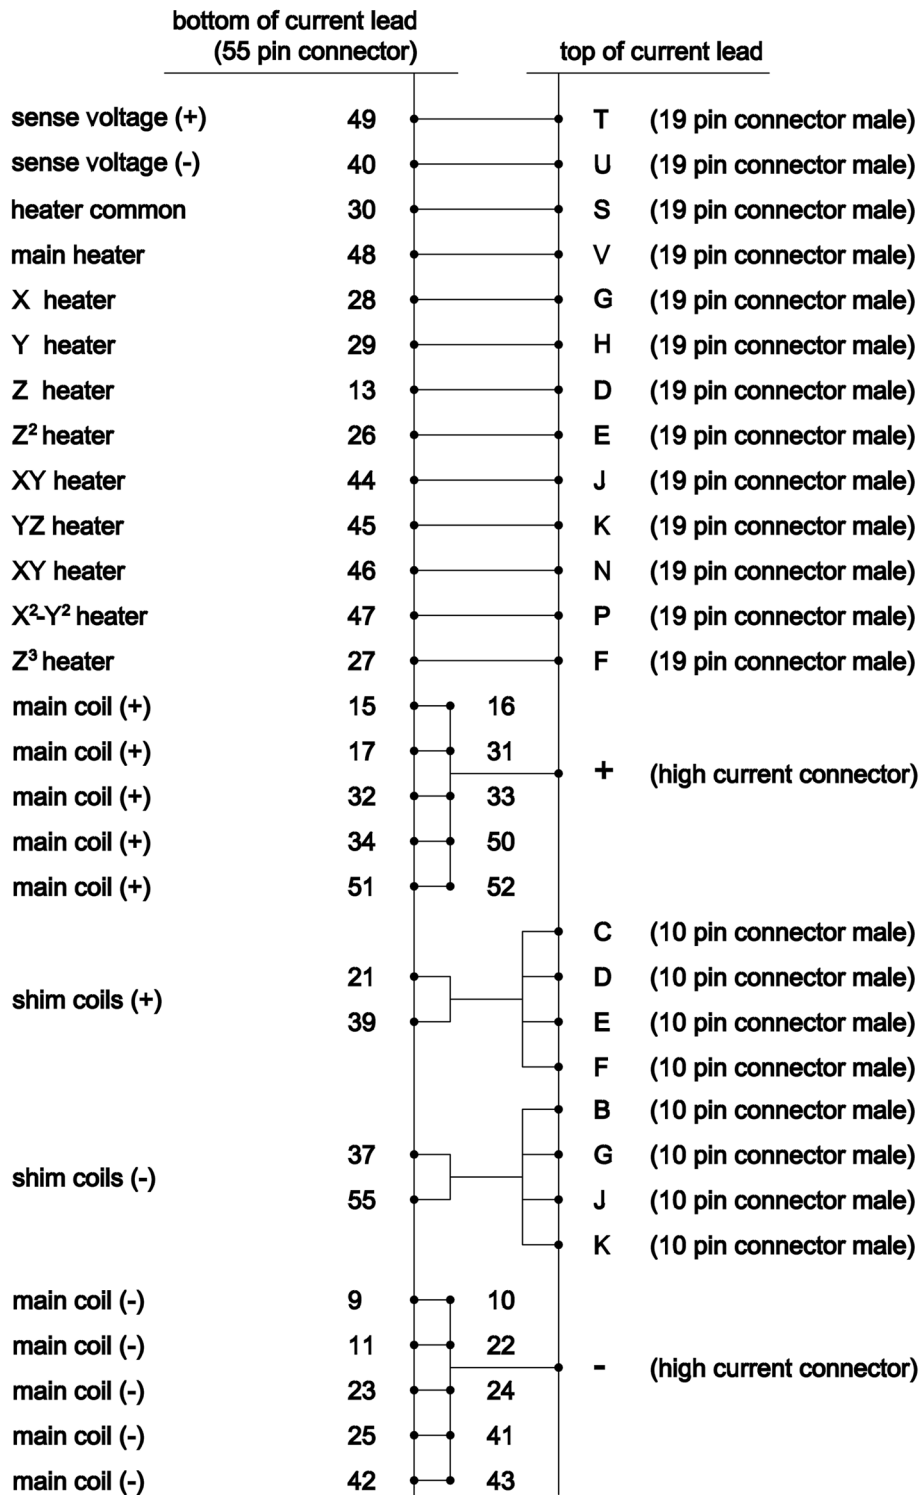 bottom of current lead
(55 pin connector) top of current lead
sense voltage (+) 49 T (19 pin connector male)
sense voltage (-) 40 U (19 pin connector male)
heater common 30 S (19 pin connector male)
main heater 48 V (19 pin connector male)
X heater 28 G (19 pin connector male)
Y heater 29 H (19 pin connector male)
Z heater 13 D (19 pin connector male)
Z² heater 26 E (19 pin connector male)
XY heater 44 J (19 pin connector male)
YZ heater 45 K (19 pin connector male)
XY heater 46 N (19 pin connector male)
X²-Y² heater 47 P (19 pin connector male)
Z³ heater 27 F (19 pin connector male)
main coil (+) 15 16
main coil (+) 17 31
+ (high current connector)
main coil (+) 32 33
main coil (+) 34 50
main coil (+) 51 52
C (10 pin connector male)
21 D (10 pin connector male)
shim coils (+)
39 E (10 pin connector male)
F (10 pin connector male)
B (10 pin connector male)
37 G (10 pin connector male)
shim coils (-)
55 J (10 pin connector male)
K (10 pin connector male)
main coil (-) 9 10
main coil (-) 11 22
- (high current connector)
main coil (-) 23 24
main coil (-) 25 41
main coil (-) 42 43